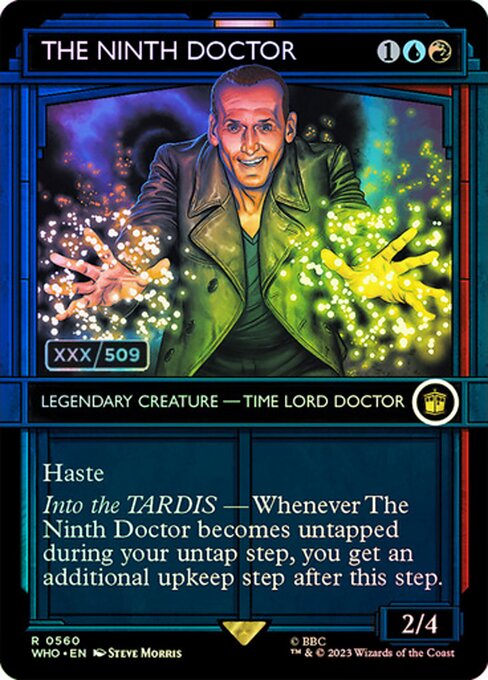 THE NINTH DOCTOR 1
XXX/509
LEGENDARY CREATURE — TIME LORD DOCTOR
Haste
Into the TARDIS — Whenever The
Ninth Doctor becomes untapped
during your untap step, you get an
additional upkeep step after this step.
2/4
R 0560
WHO • EN Steve Morris
© BBC
™ & © 2023 Wizards of the Coast